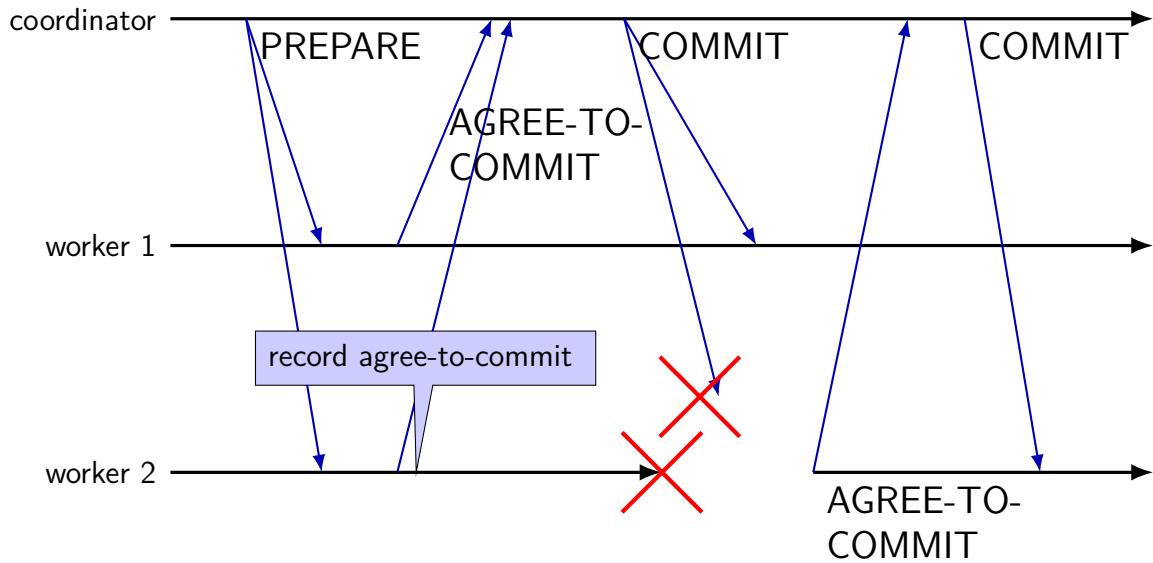 coordinator
PREPARE
COMMIT
COMMIT
AGREE-TO-
COMMIT
worker 1
record agree-to-commit
worker 2
AGREE-TO-
COMMIT